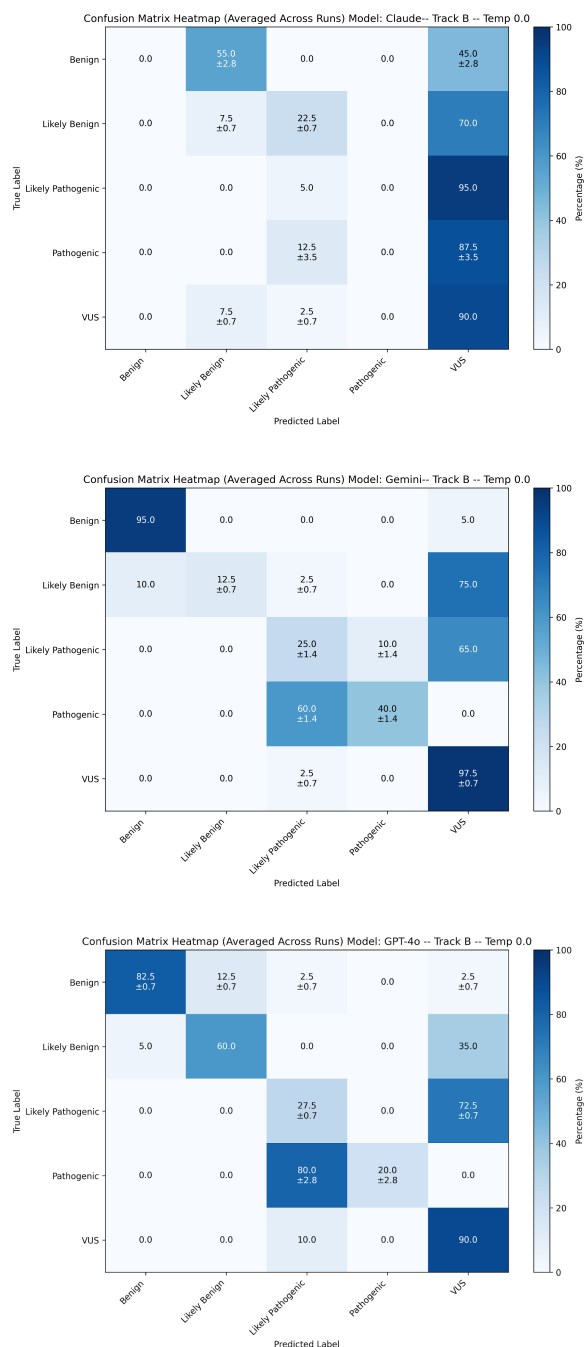 Confusion Matrix Heatmap (Averaged Across Runs) Model: Claude-- Track B -- Temp 0.0
True Label
Benign 0.0 55.0 ±2.8 0.0 0.0 45.0 ±2.8
Likely Benign 0.0 7.5 ±0.7 22.5 ±0.7 0.0 70.0
Likely Pathogenic 0.0 0.0 5.0 0.0 95.0
Pathogenic 0.0 0.0 12.5 ±3.5 0.0 87.5 ±3.5
VUS 0.0 7.5 ±0.7 2.5 ±0.7 0.0 90.0
Benign Likely Benign Likely Pathogenic Pathogenic VUS
Predicted Label
100
80
60
40
20
0
Percentage (%)
Confusion Matrix Heatmap (Averaged Across Runs) Model: Gemini-- Track B -- Temp 0.0
True Label
Benign 95.0 0.0 0.0 0.0 5.0
Likely Benign 10.0 12.5 ±0.7 2.5 ±0.7 0.0 75.0
Likely Pathogenic 0.0 0.0 25.0 ±1.4 10.0 ±1.4 65.0
Pathogenic 0.0 0.0 60.0 ±1.4 40.0 ±1.4 0.0
VUS 0.0 0.0 2.5 ±0.7 0.0 97.5 ±0.7
Benign Likely Benign Likely Pathogenic Pathogenic VUS
Predicted Label
100
80
60
40
20
0
Percentage (%)
Confusion Matrix Heatmap (Averaged Across Runs) Model: GPT-4o -- Track B -- Temp 0.0
True Label
Benign 82.5 ±0.7 12.5 ±0.7 2.5 ±0.7 0.0 2.5 ±0.7
Likely Benign 5.0 60.0 0.0 0.0 35.0
Likely Pathogenic 0.0 0.0 27.5 ±0.7 0.0 72.5 ±0.7
Pathogenic 0.0 0.0 80.0 ±2.8 20.0 ±2.8 0.0
VUS 0.0 0.0 10.0 0.0 90.0
Benign Likely Benign Likely Pathogenic Pathogenic VUS
Predicted Label
100
80
60
40
20
0
Percentage (%)